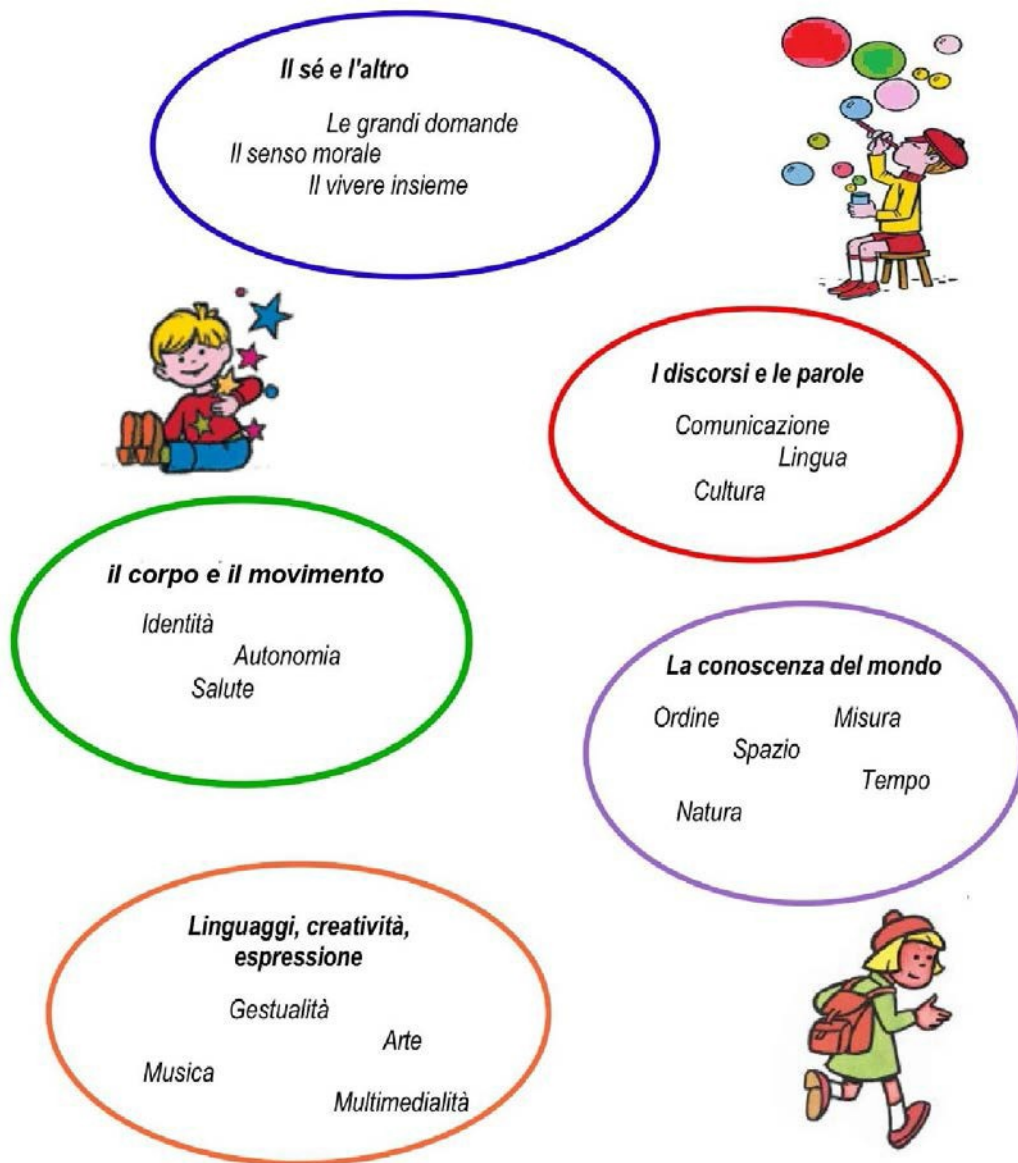 Il sé e l'altro
Le grandi domande
Il senso morale
Il vivere insieme
I discorsi e le parole
Comunicazione
Lingua
Cultura
il corpo e il movimento
Identità
Autonomia
Salute
La conoscenza del mondo
Ordine Misura
Spazio
Tempo
Natura
Linguaggi, creatività,
espressione
Gestualità
Arte
Musica
Multimedialità